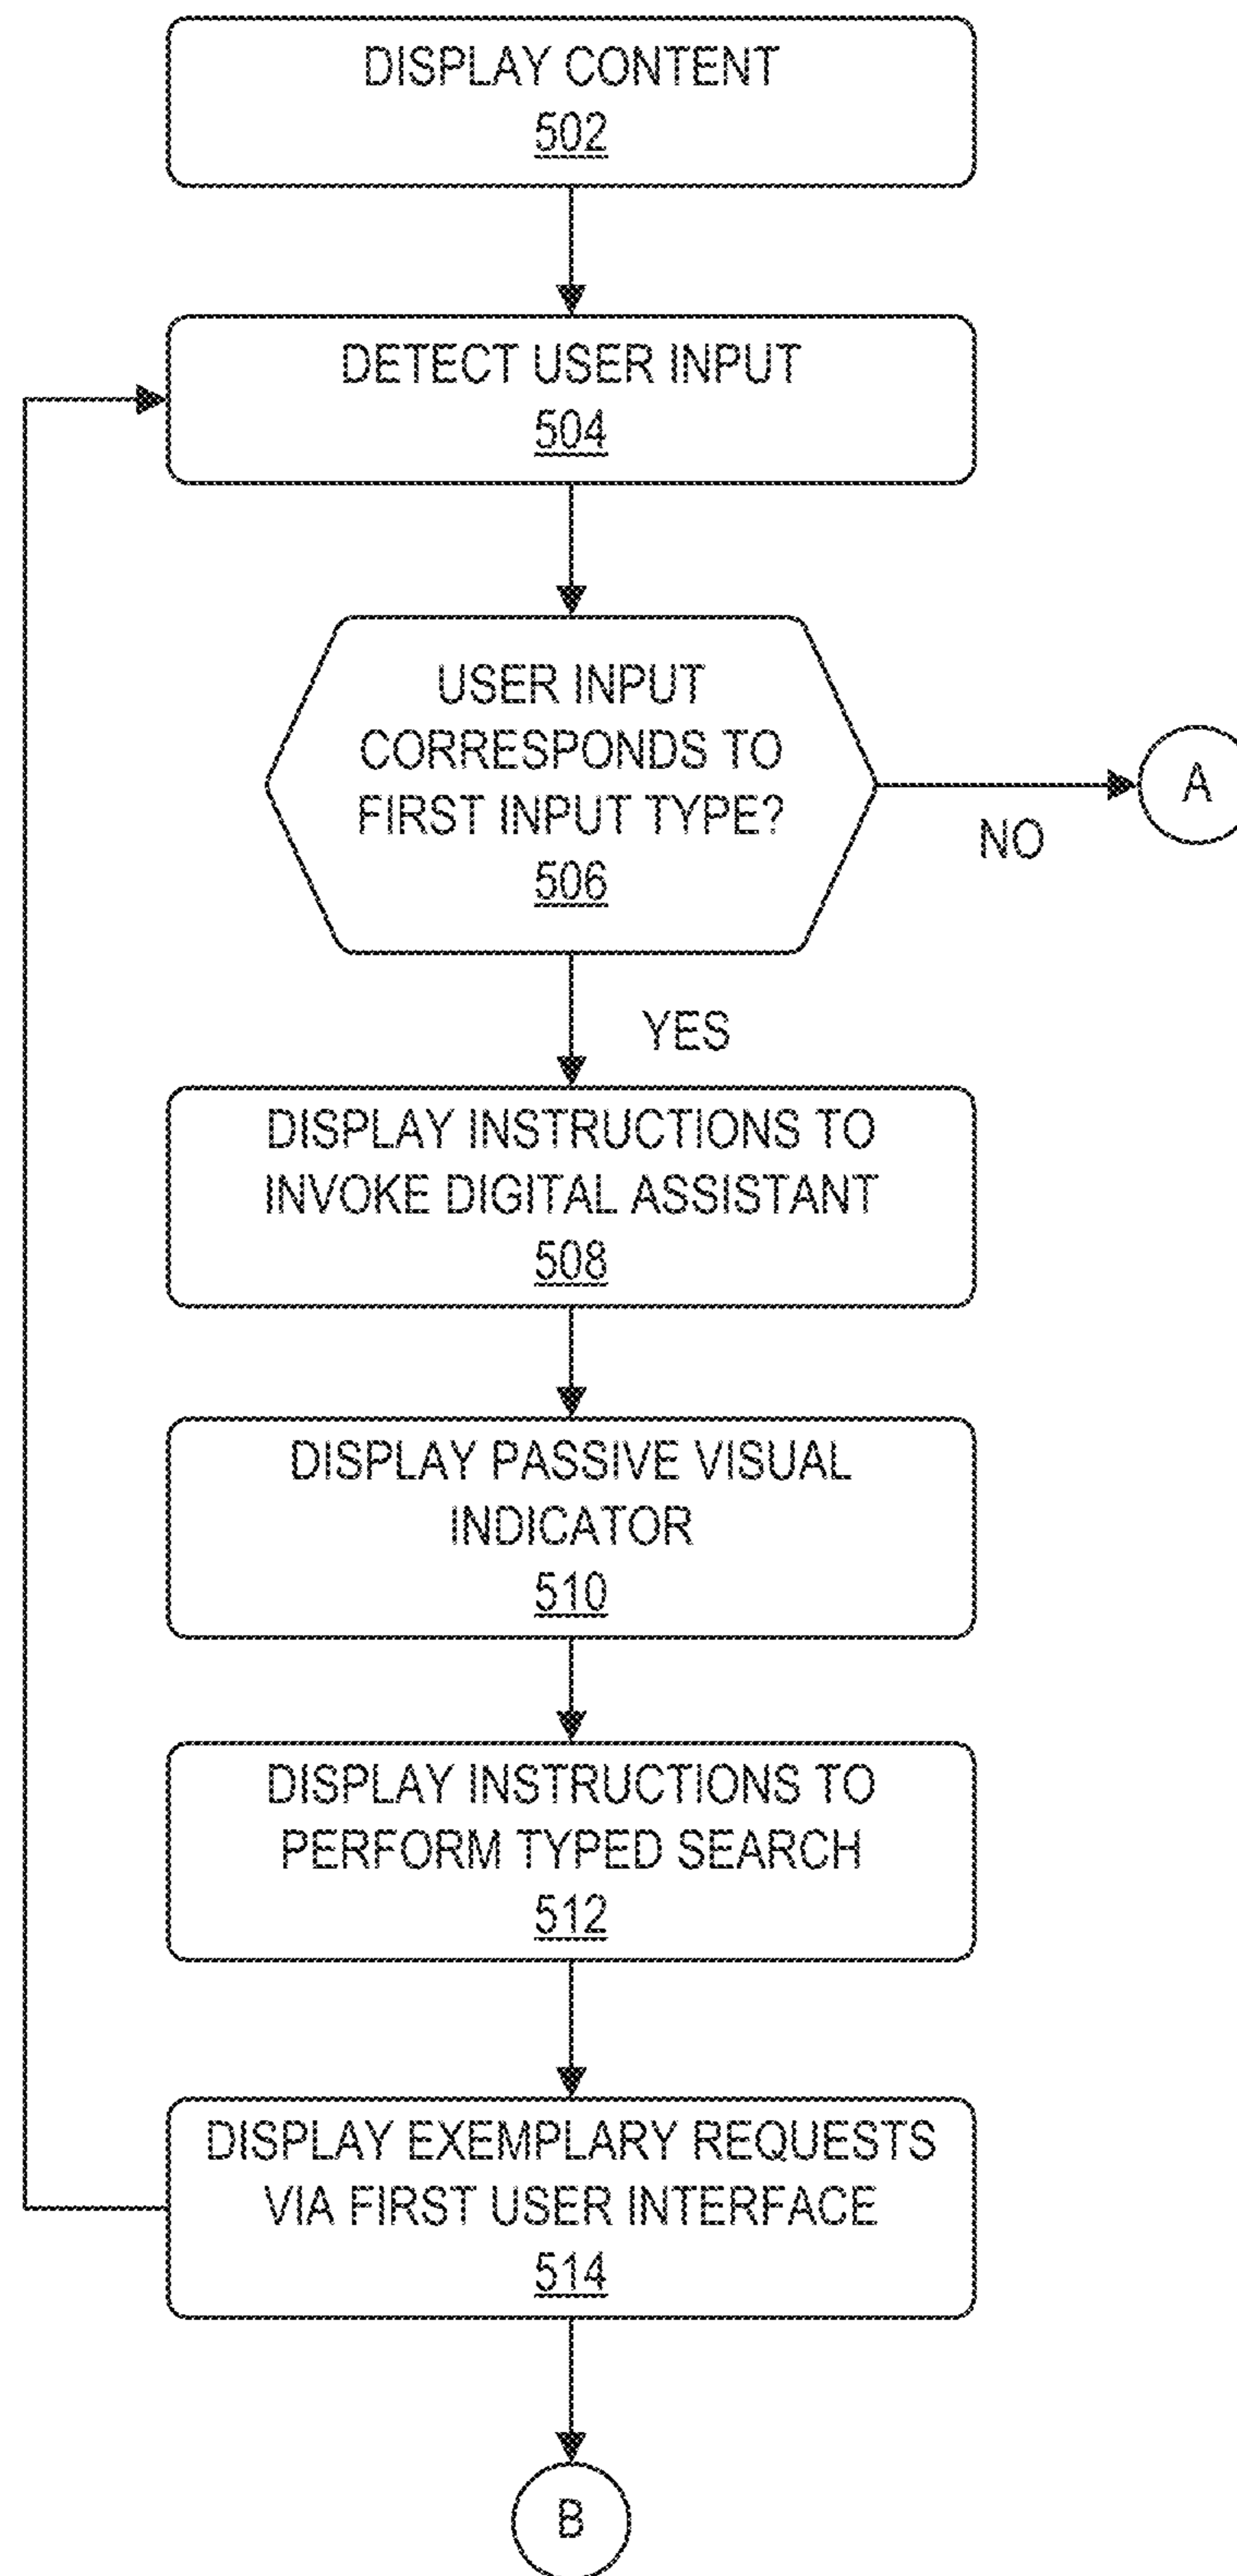 DISPLAY CONTENT
502
DETECT USER INPUT
504
USER INPUT
CORRESPONDS TO
FIRST INPUT TYPE?
506
A
NO
YES
DISPLAY INSTRUCTIONS TO
INVOKE DIGITAL ASSISTANT
508
DISPLAY PASSIVE VISUAL
INDICATOR
510
DISPLAY INSTRUCTIONS TO
PERFORM TYPED SEARCH
512
DISPLAY EXEMPLARY REQUESTS
VIA FIRST USER INTERFACE
514
B